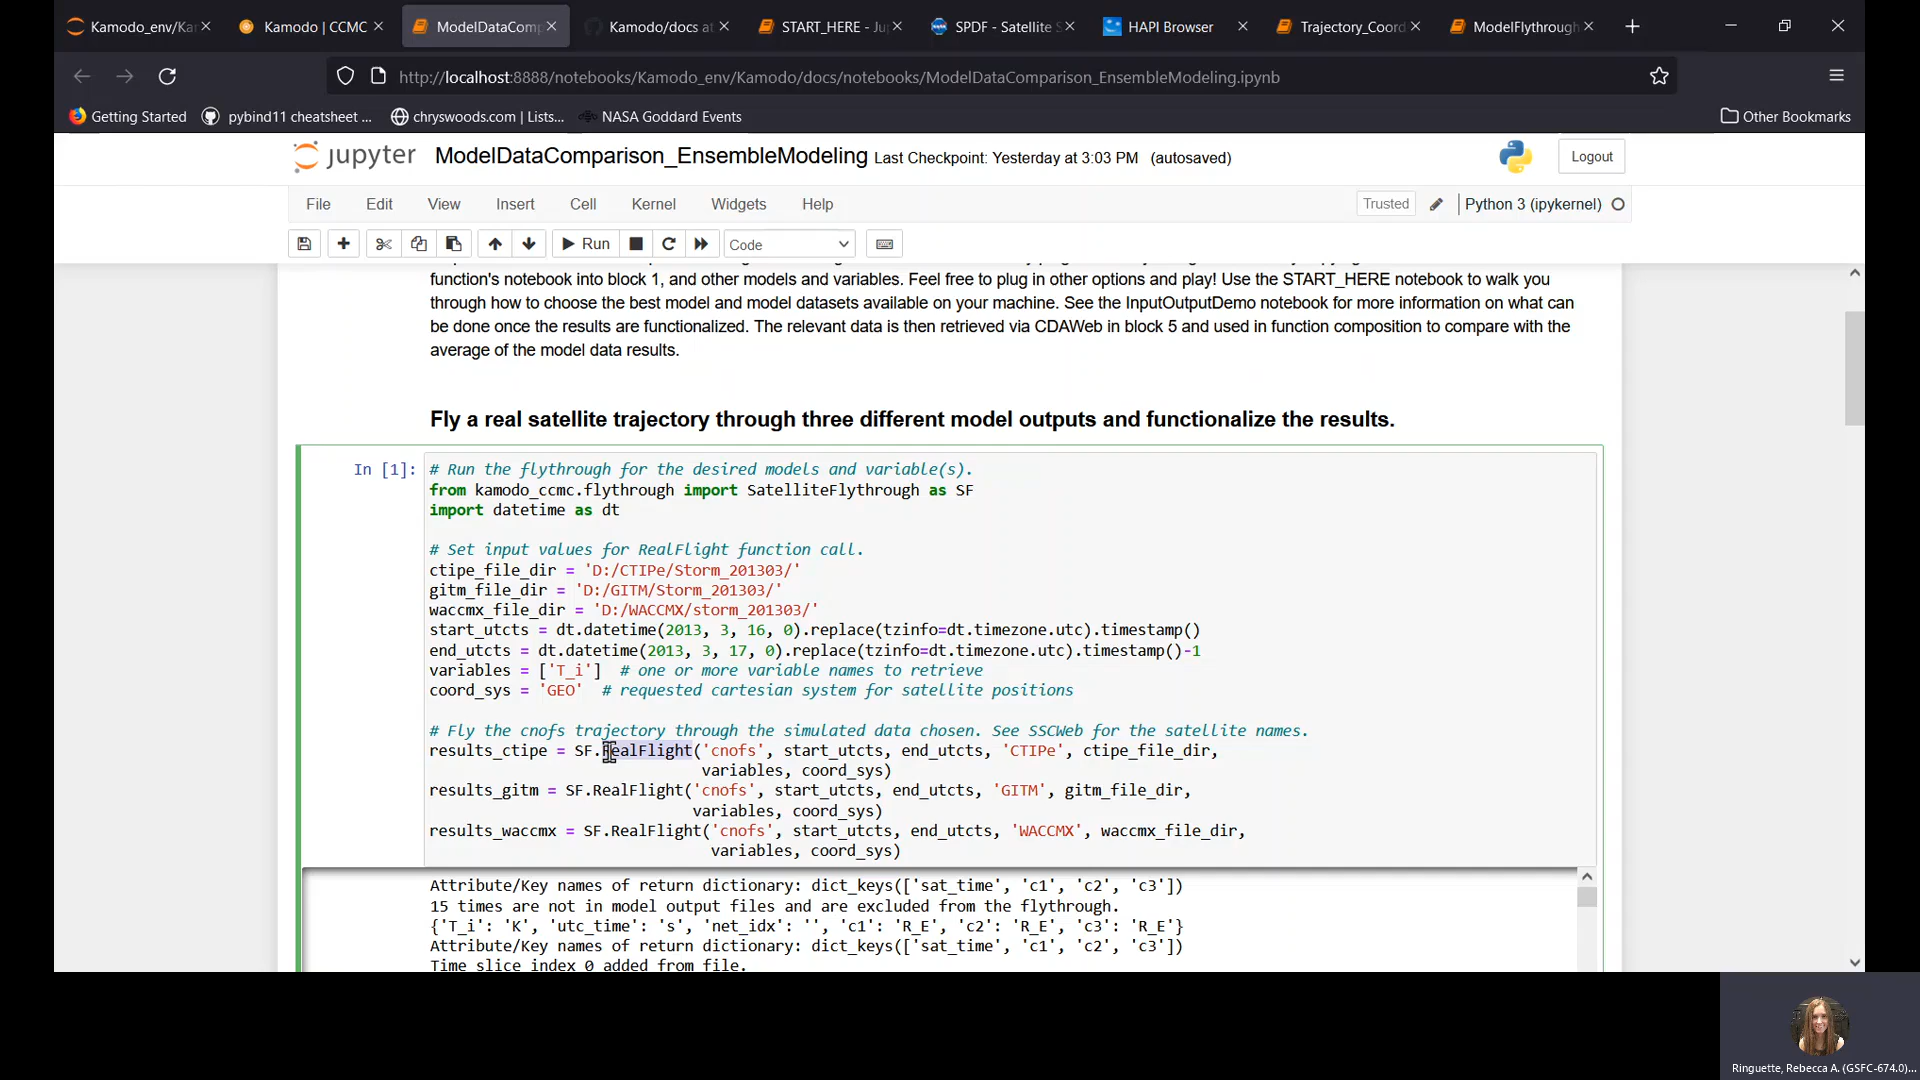 Kamodo_env/Ka
Kamodo | CCMC
ModelDataComp
Kamodo/docs at
START_HERE - Ju
SPDF - Satellite S
HAPI Browser
Trajectory_Coord
ModelFlythrough
http://localhost:8888/notebooks/Kamodo_env/Kamodo/docs/notebooks/ModelDataComparison_EnsembleModeling.ipynb
Getting Started
pybind11 cheatsheet ...
chryswoods.com | Lists...
NASA Goddard Events
Other Bookmarks
jupyter ModelDataComparison_EnsembleModeling Last Checkpoint: Yesterday at 3:03 PM (autosaved)
Logout
File Edit View Insert Cell Kernel Widgets Help
Trusted
Python 3 (ipykernel)
Run
Code
function's notebook into block 1, and other models and variables. Feel free to plug in other options and play! Use the START_HERE notebook to walk you
through how to choose the best model and model datasets available on your machine. See the InputOutputDemo notebook for more information on what can
be done once the results are functionalized. The relevant data is then retrieved via CDAWeb in block 5 and used in function composition to compare with the
average of the model data results.
Fly a real satellite trajectory through three different model outputs and functionalize the results.
In [1]:
# Run the flythrough for the desired models and variable(s).
from kamodo_ccmc.flythrough import SatelliteFlythrough as SF
import datetime as dt
# Set input values for RealFlight function call.
ctipe_file_dir = 'D:/CTIPe/Storm_201303/'
gitm_file_dir = 'D:/GITM/Storm_201303/'
waccmx_file_dir = 'D:/WACCMX/storm_201303/'
start_utcts = dt.datetime(2013, 3, 16, 0).replace(tzinfo=dt.timezone.utc).timestamp()
end_utcts = dt.datetime(2013, 3, 17, 0).replace(tzinfo=dt.timezone.utc).timestamp()-1
variables = ['T_i']  # one or more variable names to retrieve
coord_sys = 'GEO'  # requested cartesian system for satellite positions
# Fly the cnofs trajectory through the simulated data chosen. See SSCWeb for the satellite names.
results_ctipe = SF.RealFlight('cnofs', start_utcts, end_utcts, 'CTIPe', ctipe_file_dir,
variables, coord_sys)
results_gitm = SF.RealFlight('cnofs', start_utcts, end_utcts, 'GITM', gitm_file_dir,
variables, coord_sys)
results_waccmx = SF.RealFlight('cnofs', start_utcts, end_utcts, 'WACCMX', waccmx_file_dir,
variables, coord_sys)
Attribute/Key names of return dictionary: dict_keys(['sat_time', 'c1', 'c2', 'c3'])
15 times are not in model output files and are excluded from the flythrough.
{'T_i': 'K', 'utc_time': 's', 'net_idx': '', 'c1': 'R_E', 'c2': 'R_E', 'c3': 'R_E'}
Attribute/Key names of return dictionary: dict_keys(['sat_time', 'c1', 'c2', 'c3'])
Time slice index 0 added from file.
Ringuette, Rebecca A. (GSFC-674.0)...